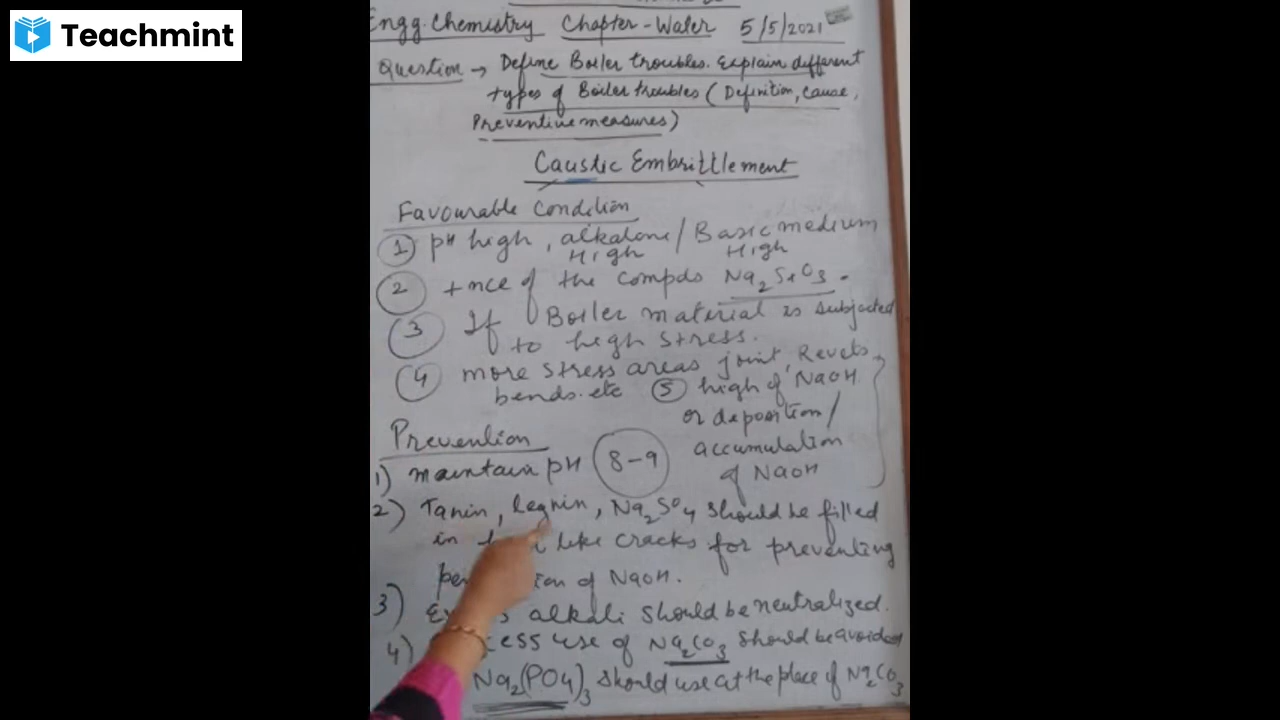 Teachmint
Engg. Chemistry Chapter-Water 5/5/2021
Question → Define Boiler troubles. Explain different
types of Boiler troubles (Definition, Cause,
Preventive measures)
Caustic Embrittlement
Favourable Condition
1 pH high, alkalone / Basic medium
High High
2 +nce of the compds Na2SiO3.
3 If Boiler material is subjected
to high stress.
4 more stress areas joint, Revets
bends. etc 5 high of NaOH
or deposition/
accumulation
of NaOH
Prevention
1) maintain pH 8-9
2) Tanin, legnin, Na2SO4 should be filled
in like cracks for preventing
of NaOH.
3) alkali should be neutralized.
4) use of Na2CO3 should be avoided
Na2(PO4)3 should use at the place of Na2CO3